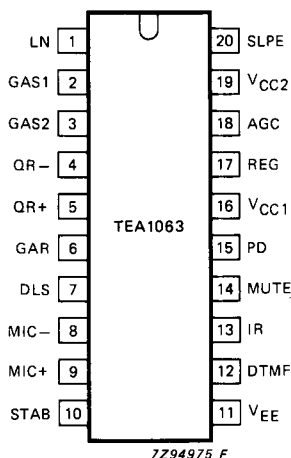 LN 1 20 SLPE
GAS1 2 19 VCC2
GAS2 3 18 AGC
QR− 4 17 REG
QR+ 5 16 VCC1
TEA1063
GAR 6 15 PD
DLS 7 14 MUTE
MIC− 8 13 IR
MIC+ 9 12 DTMF
STAB 10 11 VEE
7Z94975 F